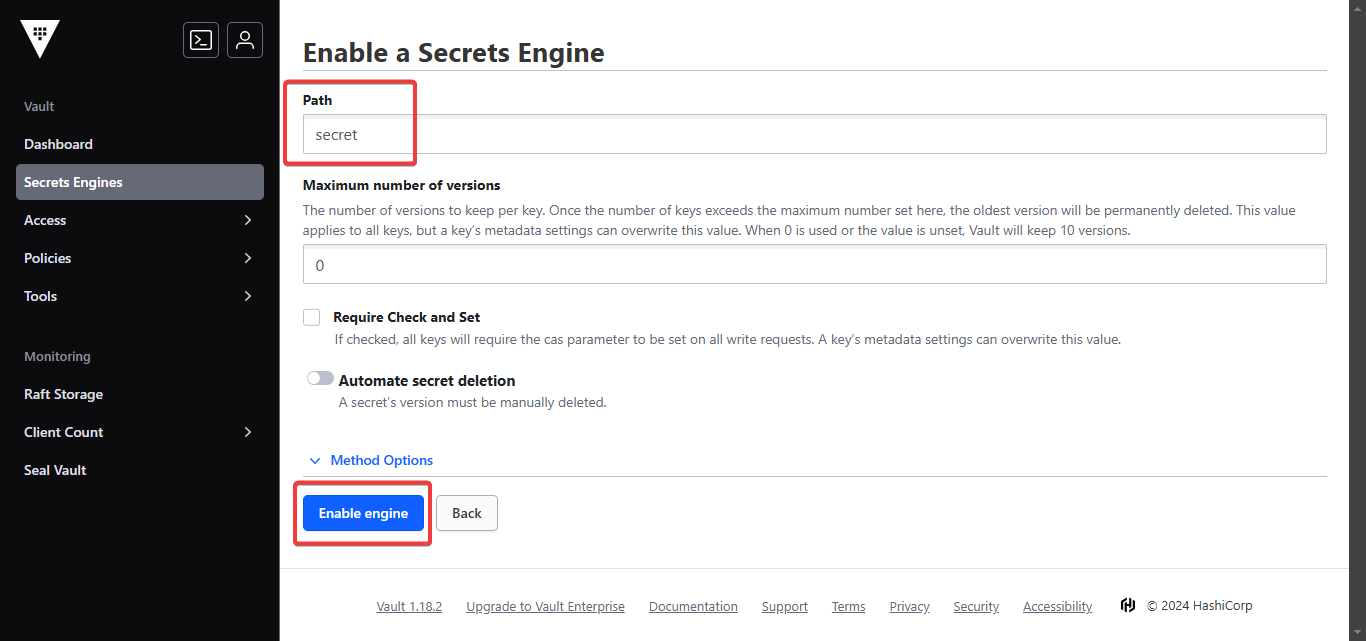 Vault
Dashboard
Secrets Engines
Access
Policies
Tools
Monitoring
Raft Storage
Client Count
Seal Vault
Enable a Secrets Engine
Path
secret
Maximum number of versions
The number of versions to keep per key. Once the number of keys exceeds the maximum number set here, the oldest version will be permanently deleted. This value
applies to all keys, but a key’s metadata settings can overwrite this value. When 0 is used or the value is unset, Vault will keep 10 versions.
0
Require Check and Set
If checked, all keys will require the cas parameter to be set on all write requests. A key’s metadata settings can overwrite this value.
Automate secret deletion
A secret’s version must be manually deleted.
Method Options
Enable engine Back
Vault 1.18.2 Upgrade to Vault Enterprise Documentation Support Terms Privacy Security Accessibility © 2024 HashiCorp